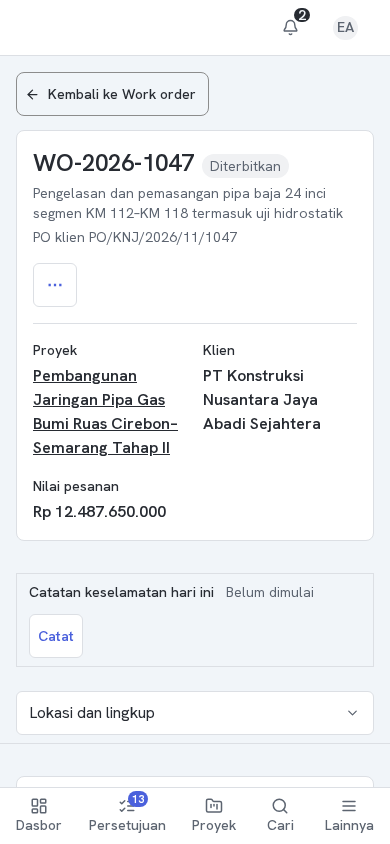 2
EA
Kembali ke Work order
WO-2026-1047 Diterbitkan
Pengelasan dan pemasangan pipa baja 24 inci
segmen KM 112–KM 118 termasuk uji hidrostatik
PO klien PO/KNJ/2026/11/1047
Proyek
Pembangunan
Jaringan Pipa Gas
Bumi Ruas Cirebon–
Semarang Tahap II
Klien
PT Konstruksi
Nusantara Jaya
Abadi Sejahtera
Nilai pesanan
Rp 12.487.650.000
Catatan keselamatan hari ini Belum dimulai
Catat
Lokasi dan lingkup
13
Dasbor Persetujuan Proyek Cari Lainnya